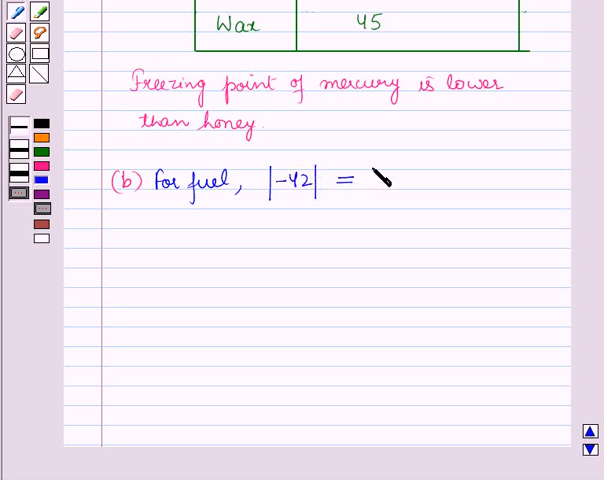 Wax 45
Freezing point of mercury is lower
than honey.
(b) For fuel, |-42| =